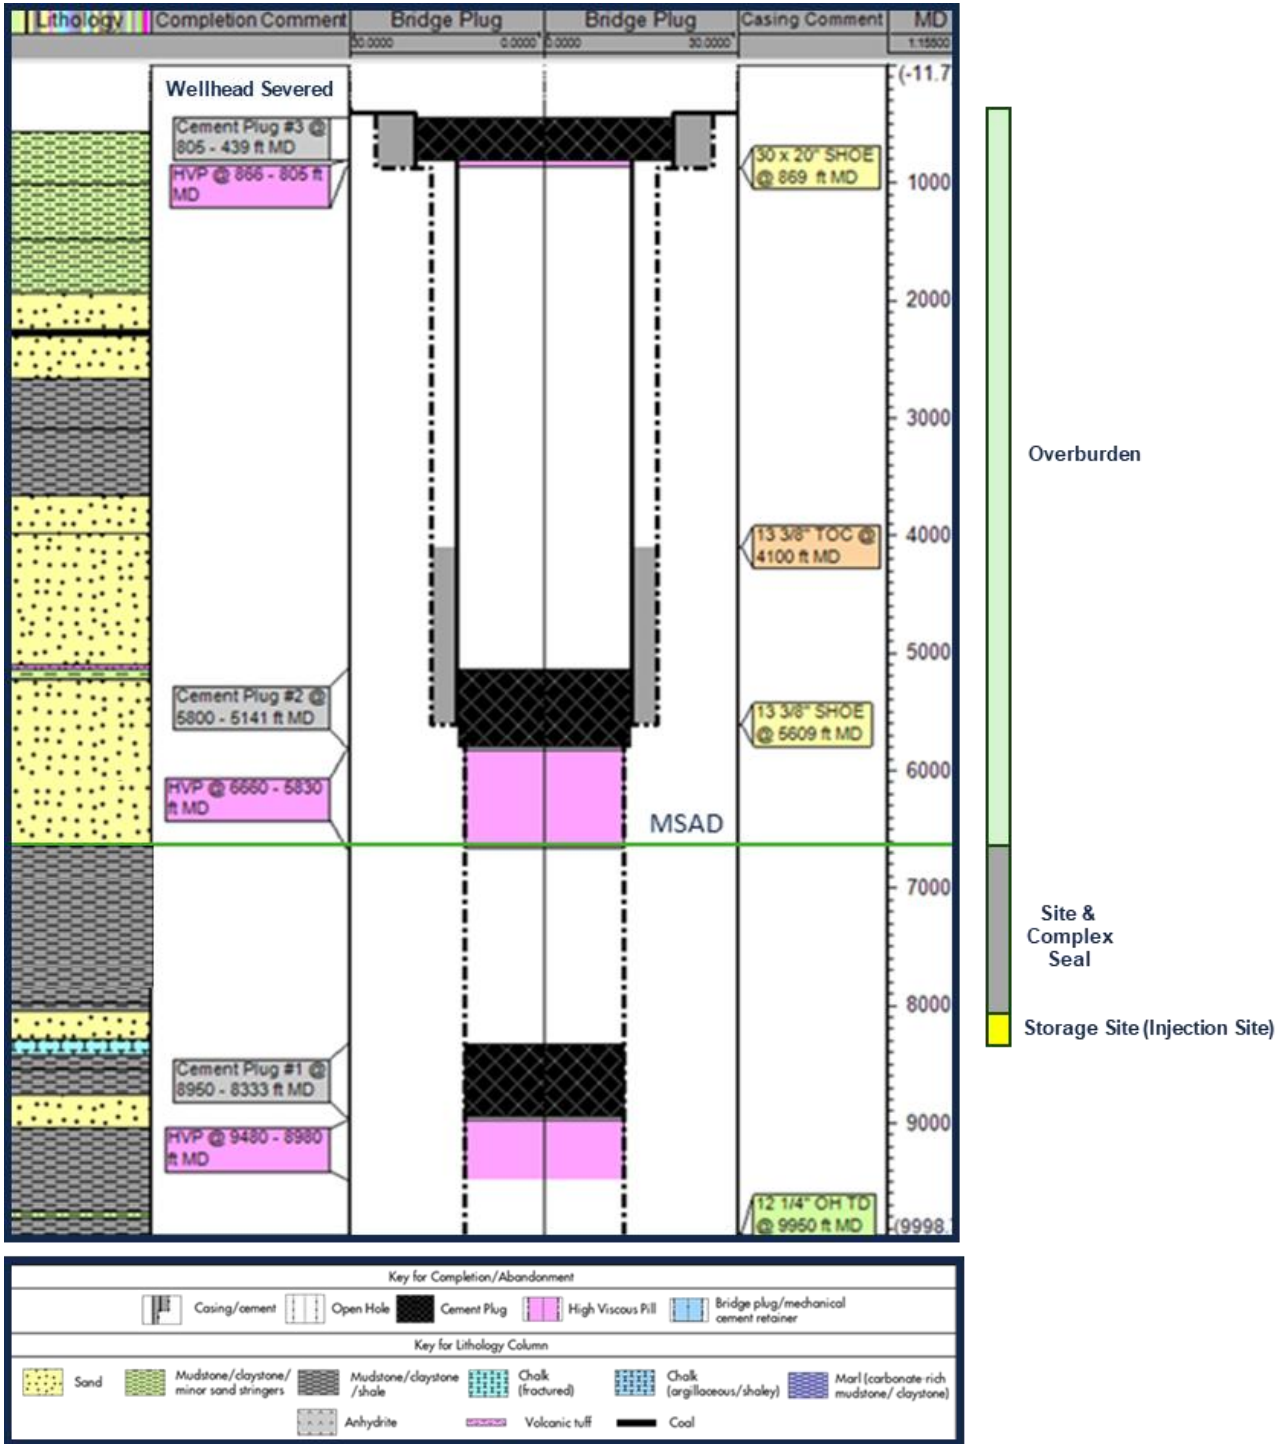 Lithology Completion Comment Bridge Plug Bridge Plug Casing Comment MD
30.0000 0.0000 0.0000 30.0000
(-11.7
Wellhead Severed
Cement Plug #3 @
805 - 439 ft MD
HVP @ 866 - 805 ft
MD
30 x 20" SHOE
@ 869 ft MD
1000
2000
3000
Overburden
4000
13 3/8" TOC @
4100 ft MD
5000
Cement Plug #2 @
5800 - 5141 ft MD
13 3/8" SHOE
@ 5609 ft MD
6000
HVP @ 6660 - 5830
ft MD
MSAD
7000
Site &
Complex
Seal
8000
Storage Site (Injection Site)
Cement Plug #1 @
8950 - 8333 ft MD
9000
HVP @ 9480 - 8980
ft MD
12 1/4" OH TD
@ 9950 ft MD
(9998.
Key for Completion/Abandonment
Casing/cement Open Hole Cement Plug High Viscous Pill Bridge plug/mechanical
cement retainer
Key for Lithology Column
Sand
Mudstone/claystone/
minor sand stringers
Mudstone/claystone
/shale
Chalk
(fractured)
Chalk
(argillaceous/shaley)
Marl (carbonate rich
mudstone/ claystone)
Anhydrite Volcanic tuff Coal